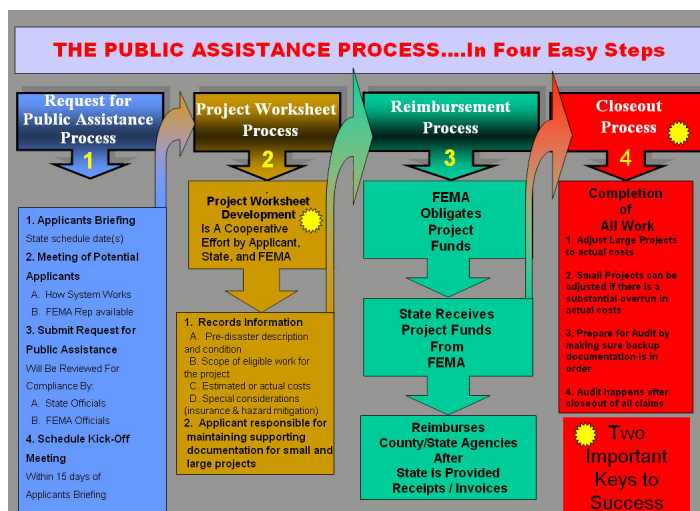 THE PUBLIC ASSISTANCE PROCESS....In Four Easy Steps
Request for
Public Assistance
Process
1
1. Applicants Briefing
State schedule date(s)
2. Meeting of Potential
Applicants
A. How System Works
B. FEMA Rep available
3. Submit Request for
Public Assistance
Will Be Reviewed For
Compliance By:
A. State Officials
B. FEMA Officials
4. Schedule Kick-Off
Meeting
Within 15 days of
Applicants Briefing
Project Worksheet
Process
2
Project Worksheet
Development
Is A Cooperative
Effort by Applicant,
State, and FEMA
1. Records Information
A. Pre-disaster description
and condition
B. Scope of eligible work for
the project
C. Estimated or actual costs
D. Special considerations
(insurance & hazard mitigation)
2. Applicant responsible for
maintaining supporting
documentation for small and
large projects
Reimbursement
Process
3
FEMA
Obligates
Project
Funds
State Receives
Project Funds
From
FEMA
Reimburses
County/State Agencies
After
State is Provided
Receipts / Invoices
Closeout
Process
4
Completion
of
All Work
1. Adjust Large Projects
to actual costs
2. Small Projects can be
adjusted if there is a
substantial overrun in
actual costs
3. Prepare for Audit by
making sure backup
documentation is in
order
4. Audit happens after
closeout of all claims
Two
Important
Keys to
Success